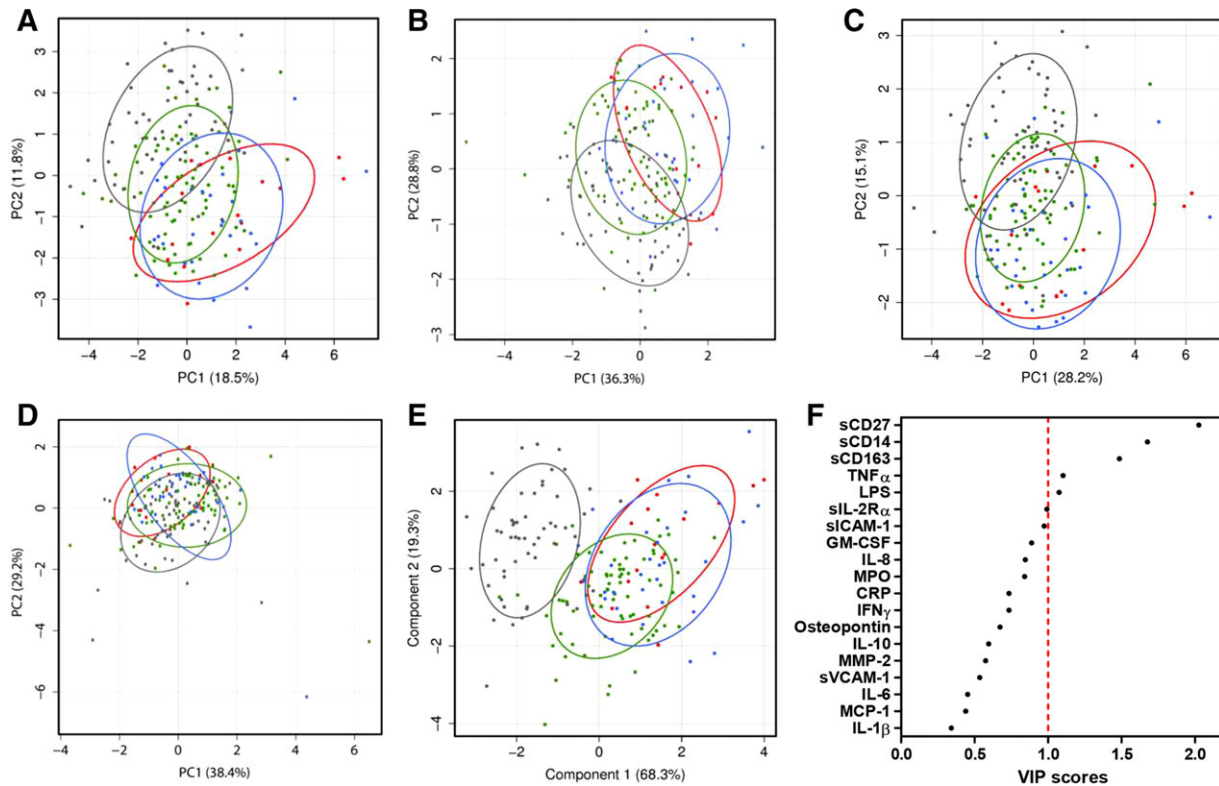 A
3
2
1
0
−1
−2
−3
PC2 (11.8%)
−4
−2
0
2
4
6
PC1 (18.5%)
B
2
1
0
−1
−2
−3
PC2 (28.8%)
−4
−2
0
2
PC1 (36.3%)
C
3
2
1
0
−1
−2
PC2 (15.1%)
−4
−2
0
2
4
6
PC1 (28.2%)
D
2
0
−2
−4
−6
PC2 (29.2%)
−4
−2
0
2
4
6
PC1 (38.4%)
E
4
2
0
−2
−4
Component 2 (19.3%)
−2
0
2
4
Component 1 (68.3%)
F
sCD27
sCD14
sCD163
TNFα
LPS
sIL-2Rα
sICAM-1
GM-CSF
IL-8
MPO
CRP
IFNγ
Osteopontin
IL-10
MMP-2
sVCAM-1
IL-6
MCP-1
IL-1β
0.0
0.5
1.0
1.5
2.0
VIP scores